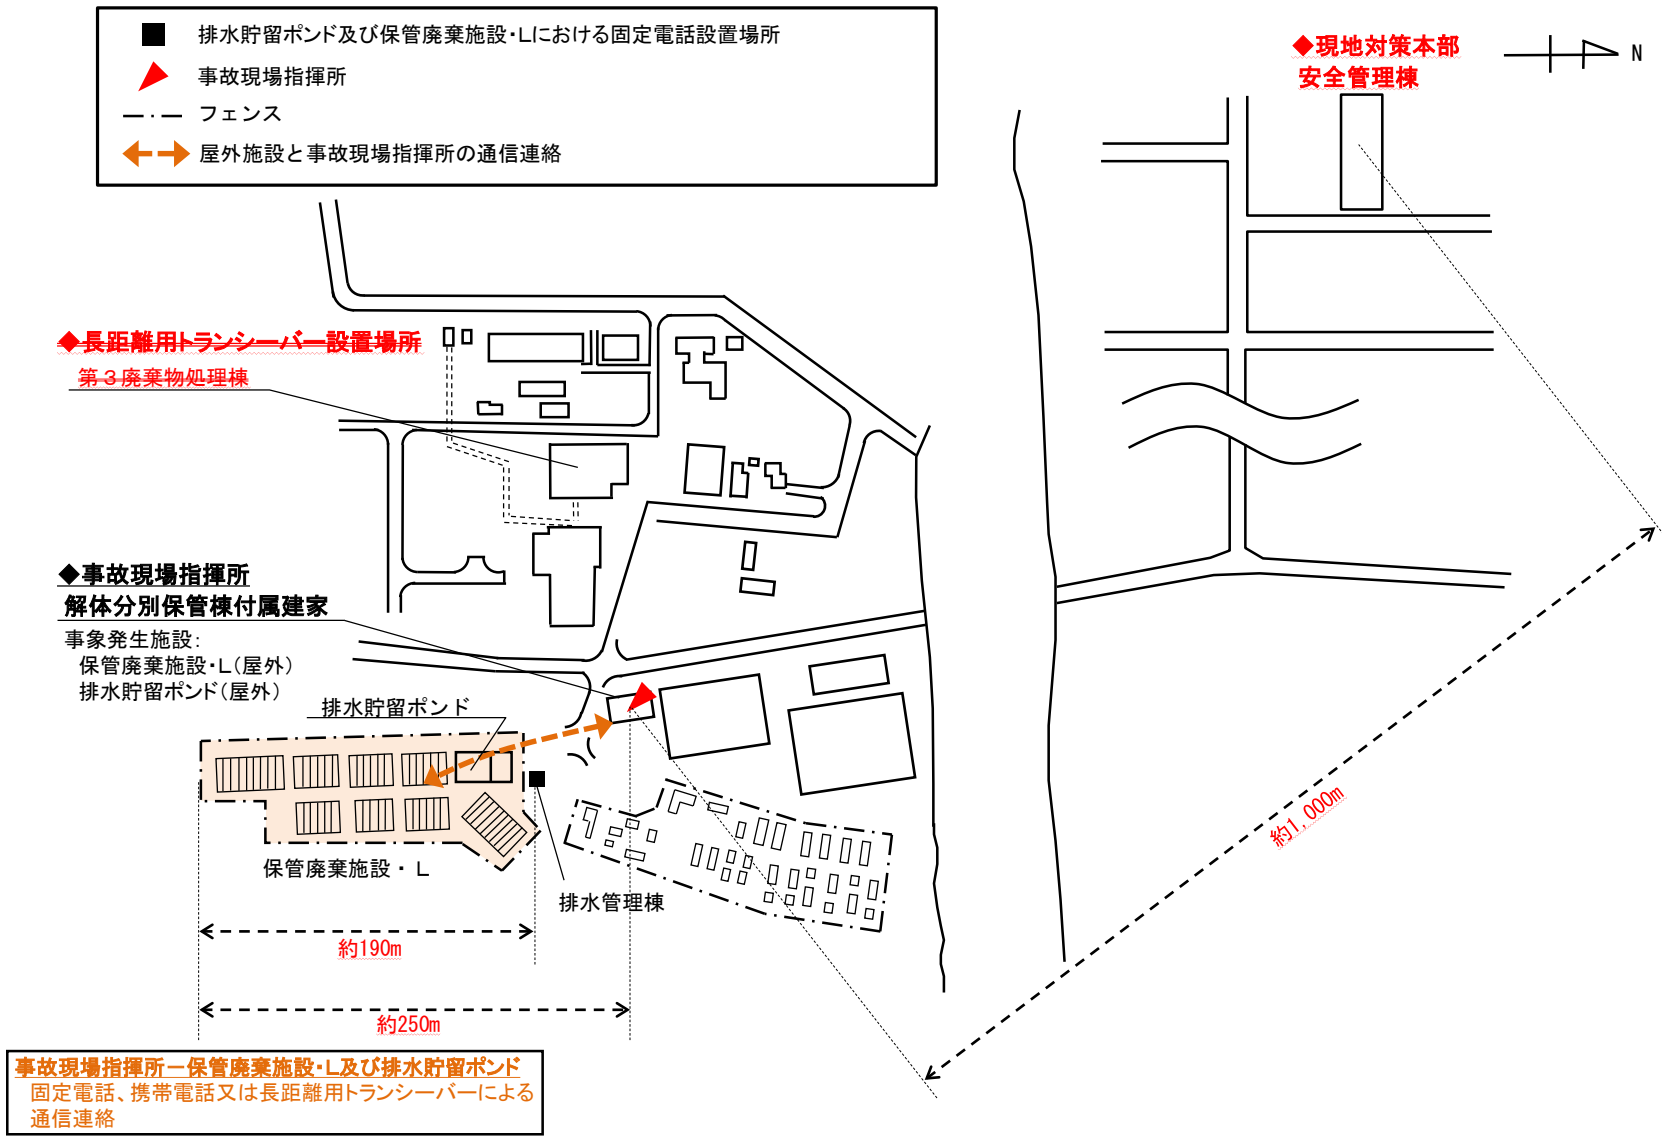 排水貯留ポンド及び保管廃棄施設・Lにおける固定電話設置場所
事故現場指揮所
フェンス
屋外施設と事故現場指揮所の通信連絡
◆現地対策本部
安全管理棟
N
◆長距離用トランシーバー設置場所
第3廃棄物処理棟
◆事故現場指揮所
解体分別保管棟付属建家
事象発生施設：
保管廃棄施設・L（屋外）
排水貯留ポンド（屋外）
排水貯留ポンド
保管廃棄施設・L
排水管理棟
約190m
約250m
約1,000m
事故現場指揮所－保管廃棄施設・L及び排水貯留ポンド
固定電話、携帯電話又は長距離用トランシーバーによる
通信連絡